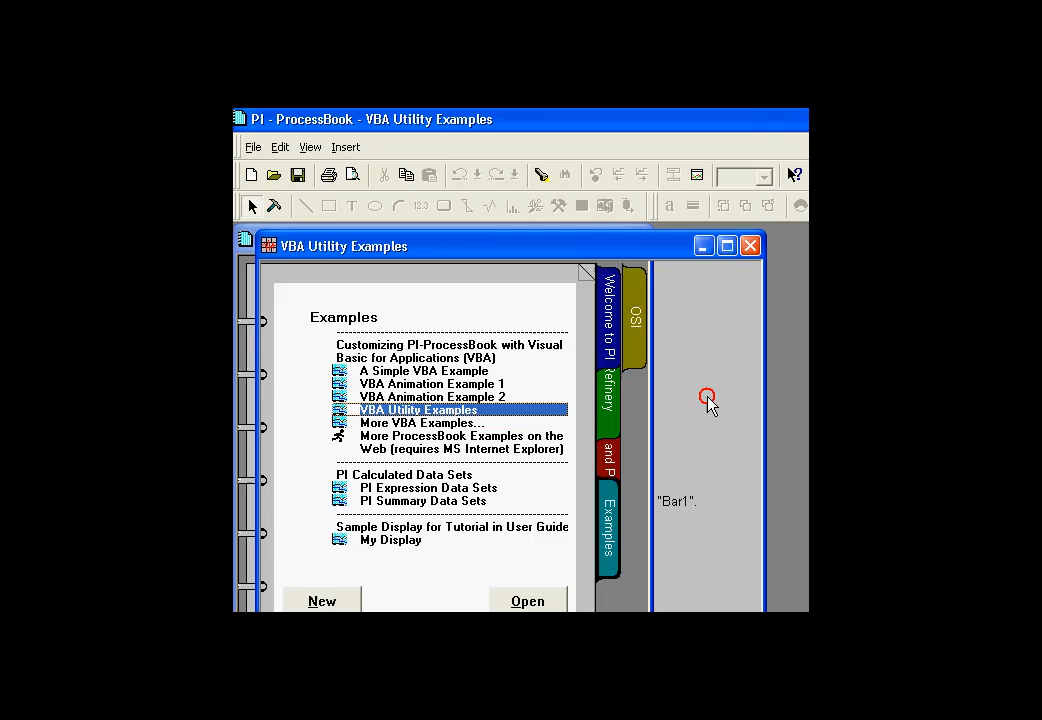 PI - ProcessBook - VBA Utility Examples
File Edit View Insert
T 12.3 a
VBA Utility Examples
Examples
Customizing PI-ProcessBook with Visual
Basic for Applications (VBA)
A Simple VBA Example
VBA Animation Example 1
VBA Animation Example 2
VBA Utility Examples
More VBA Examples...
More ProcessBook Examples on the
Web (requires MS Internet Explorer)
PI Calculated Data Sets
PI Expression Data Sets
PI Summary Data Sets
Sample Display for Tutorial in User Guide
My Display
New Open
Welcome to PI
OSI
Refinery
and P
Examples
"Bar1".